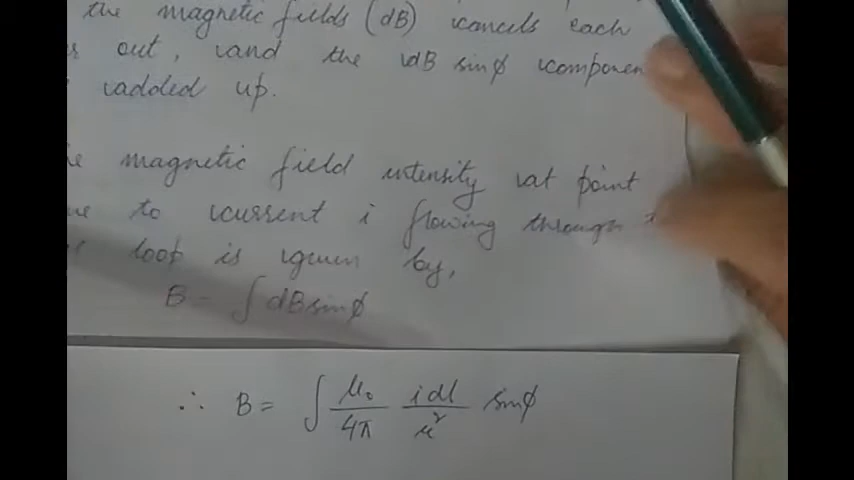 the magnetic fields (dB) cancels each
out, and the dB sinϕ componen
added up.
magnetic field intensity at point
to current i flowing through
loop is given by,
B = ∫ dB sinϕ
∴ B = ∫ μ₀/4π idl/r² sinϕ